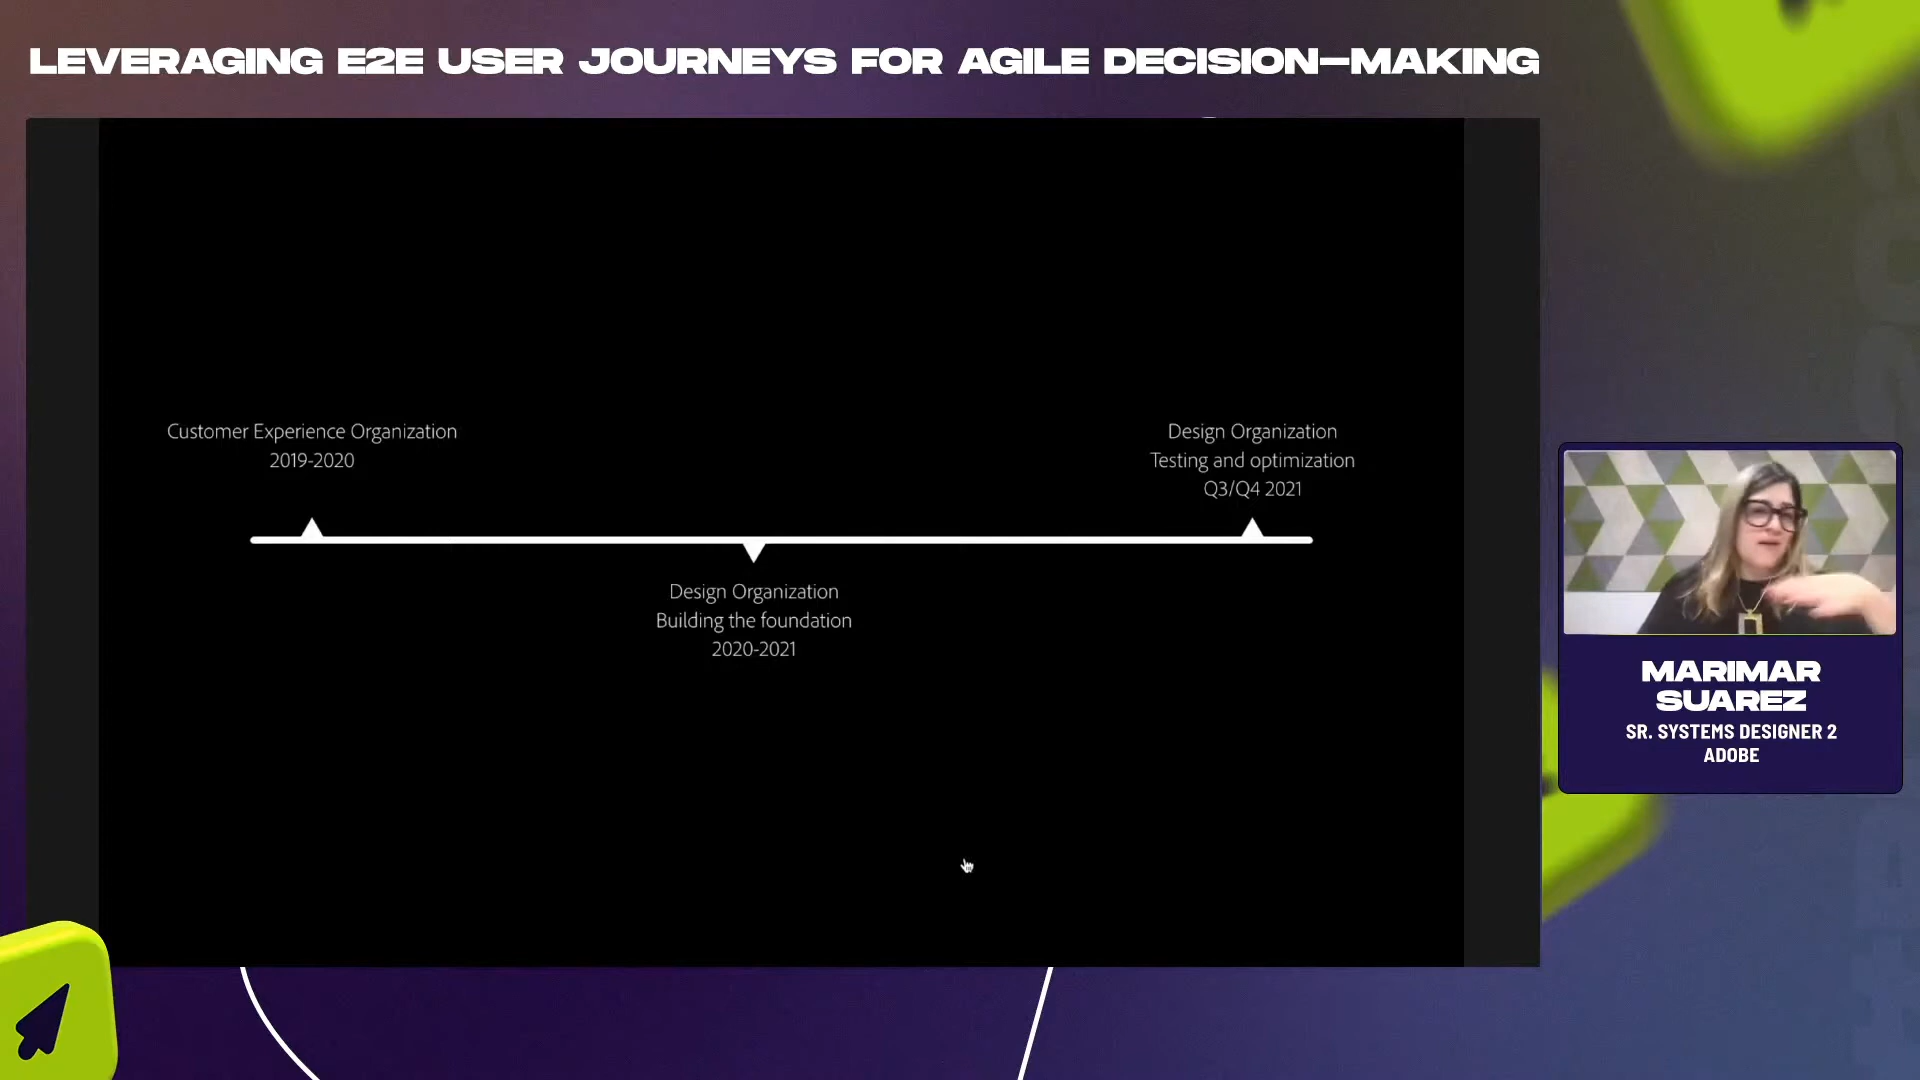 LEVERAGING E2E USER JOURNEYS FOR AGILE DECISION-MAKING
Customer Experience Organization
2019-2020
Design Organization
Building the foundation
2020-2021
Design Organization
Testing and optimization
Q3/Q4 2021
MARIMAR
SUAREZ
SR. SYSTEMS DESIGNER 2
ADOBE